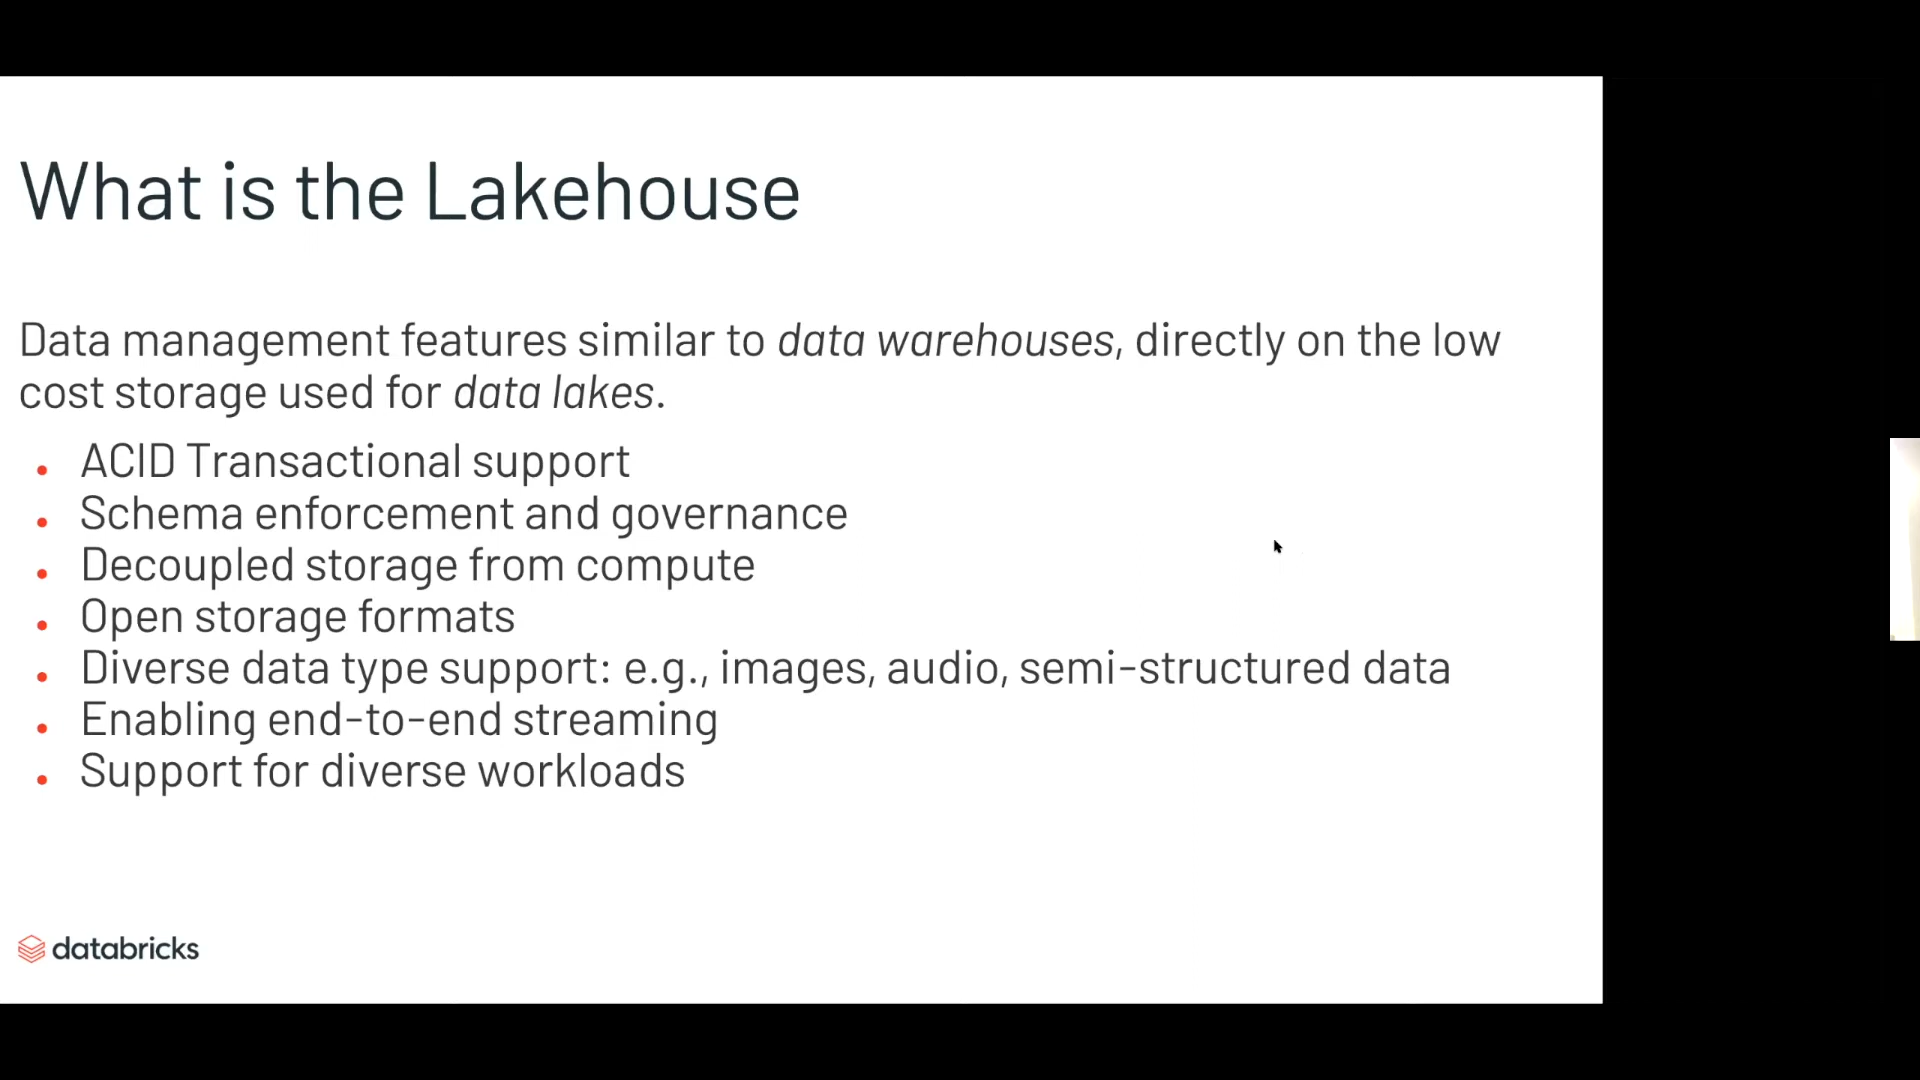 What is the Lakehouse
Data management features similar to data warehouses, directly on the low
cost storage used for data lakes.
• ACID Transactional support
• Schema enforcement and governance
• Decoupled storage from compute
• Open storage formats
• Diverse data type support: e.g., images, audio, semi-structured data
• Enabling end-to-end streaming
• Support for diverse workloads
databricks